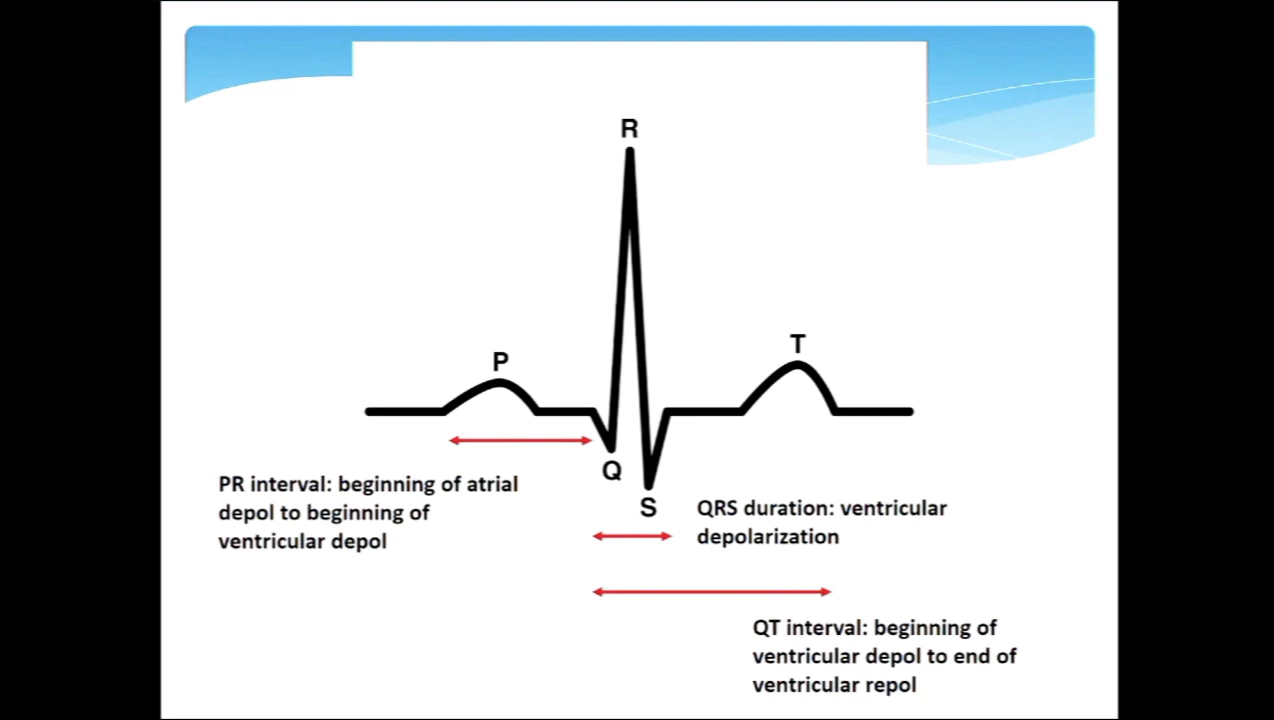 R
P
T
Q
S
PR interval: beginning of atrial
depol to beginning of
ventricular depol
QRS duration: ventricular
depolarization
QT interval: beginning of
ventricular depol to end of
ventricular repol